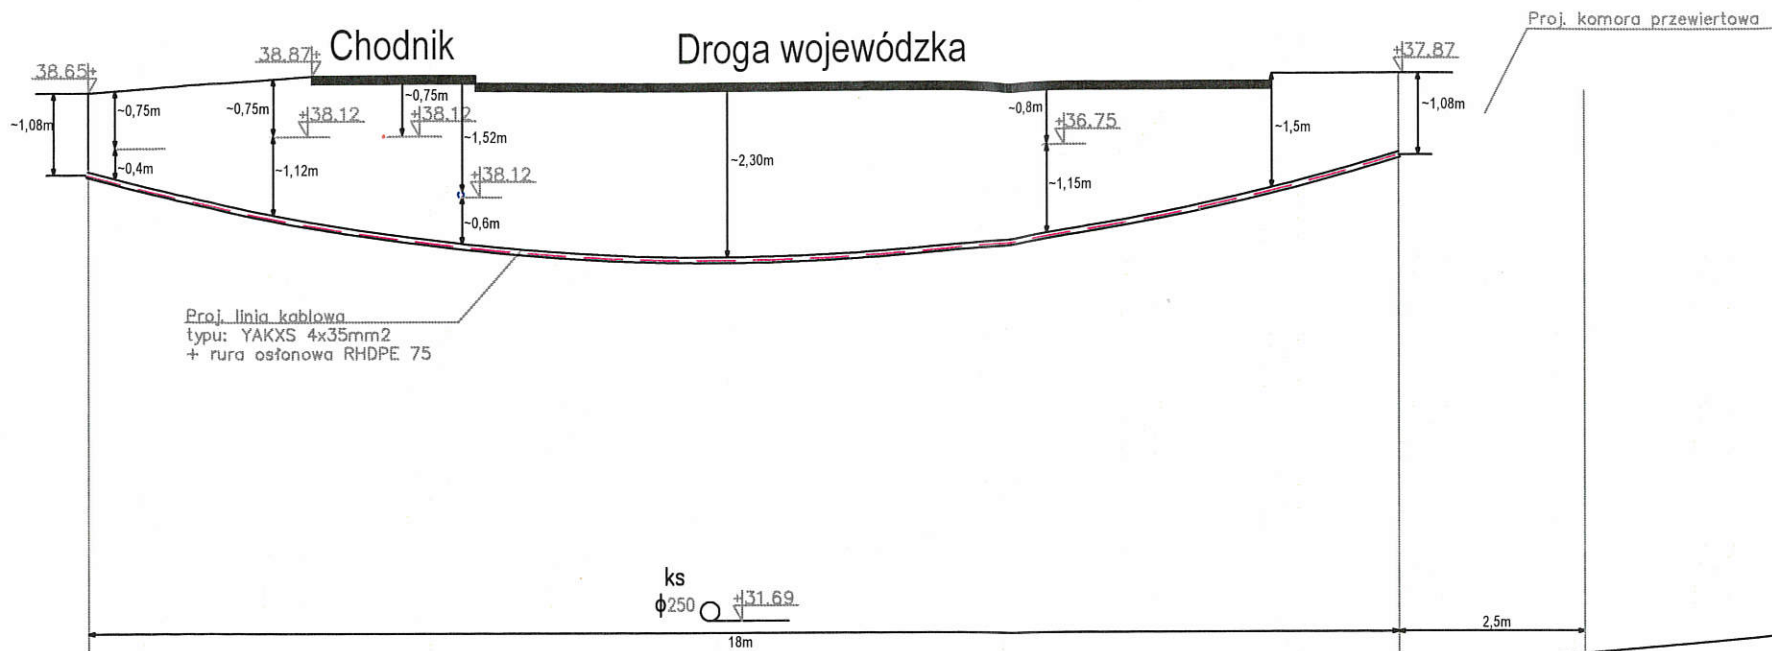 Proj. komora przewiertowa
Chodnik
Droga wojewódzka
38.65+
38.87+
+37.87
~1,08m
~0,75m
~0,75m
+38.12
~0,75m
+38.12
~1,52m
~0,8m
+36.75
~1,5m
~1,08m
~0,4m
~1,12m
+38.12
~2,30m
~1,15m
~0,6m
Proj. linia kablowa
typu: YAKXS 4x35mm2
+ rura osłonowa RHDPE 75
ks
ϕ250
+31.69
18m
2,5m